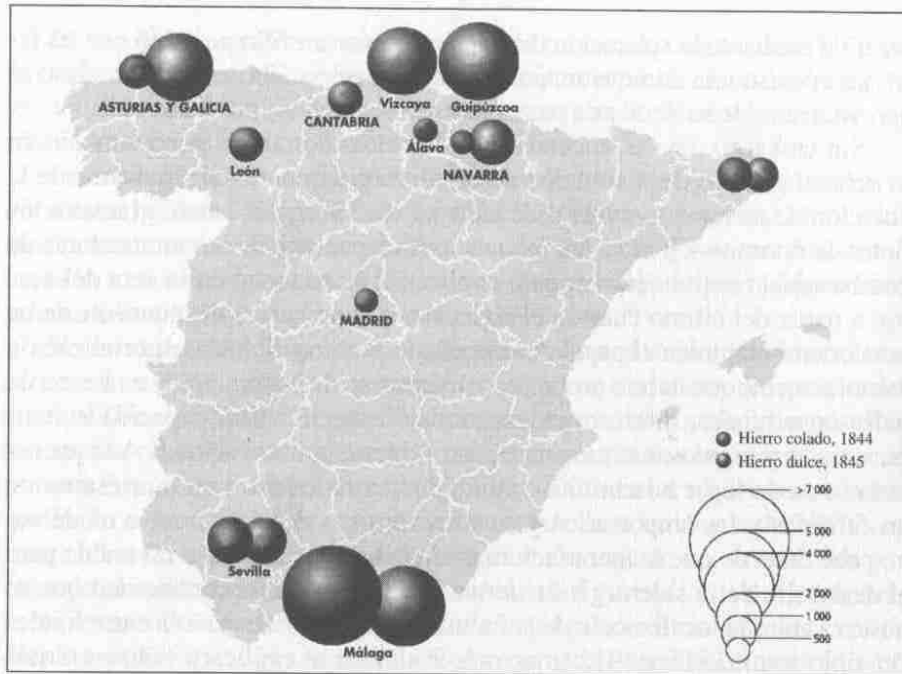 ASTURIAS Y GALICIA
CANTABRIA
Vizcaya
Guipúzcoa
León
Álava
NAVARRA
MADRID
Hierro colado, 1844
Hierro dulce, 1845
7 000
5 000
4 000
2 000
1 000
500
Sevilla
Málaga